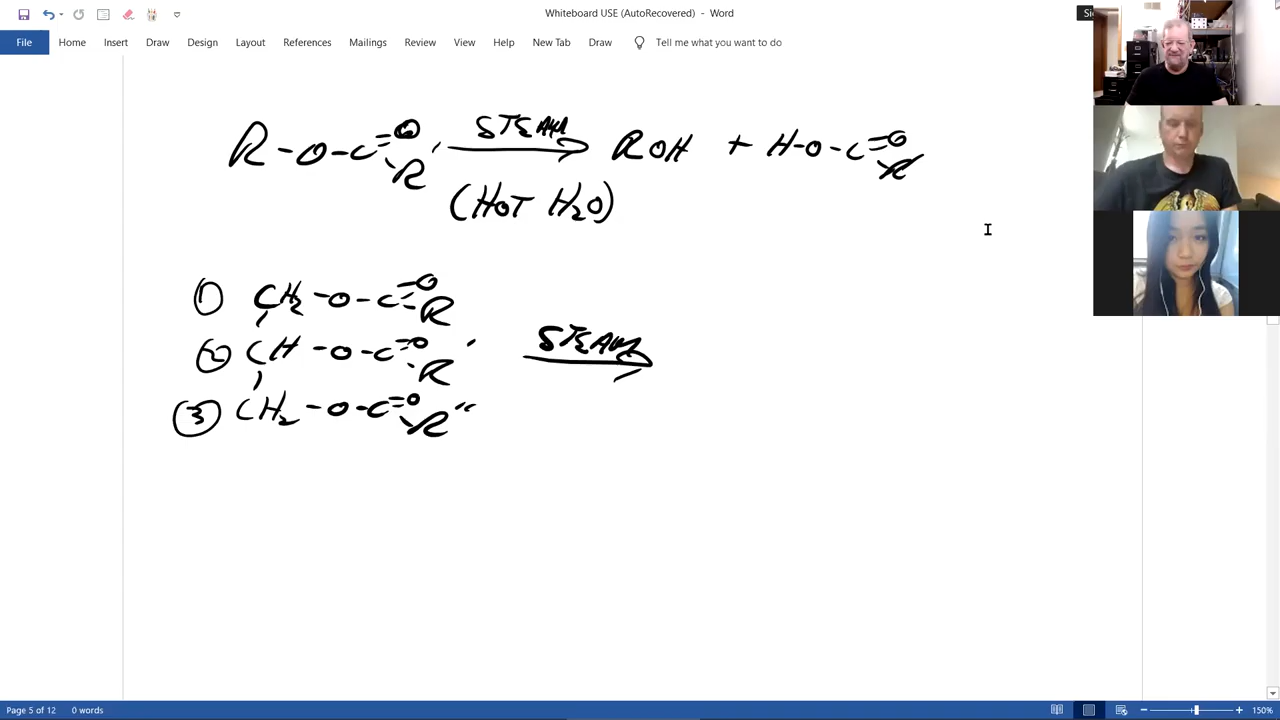 Whiteboard USE (AutoRecovered) - Word
File Home Insert Draw Design Layout References Mailings Review View Help New Tab Draw Tell me what you want to do
R-O-C=O
R'
STEAM
(HOT H2O)
ROH + H-O-C=O
R
① CH2-O-C=O
R
② CH-O-C=O
R'
③ CH2-O-C=O
R"
STEAM
Page 5 of 12 0 words
150%